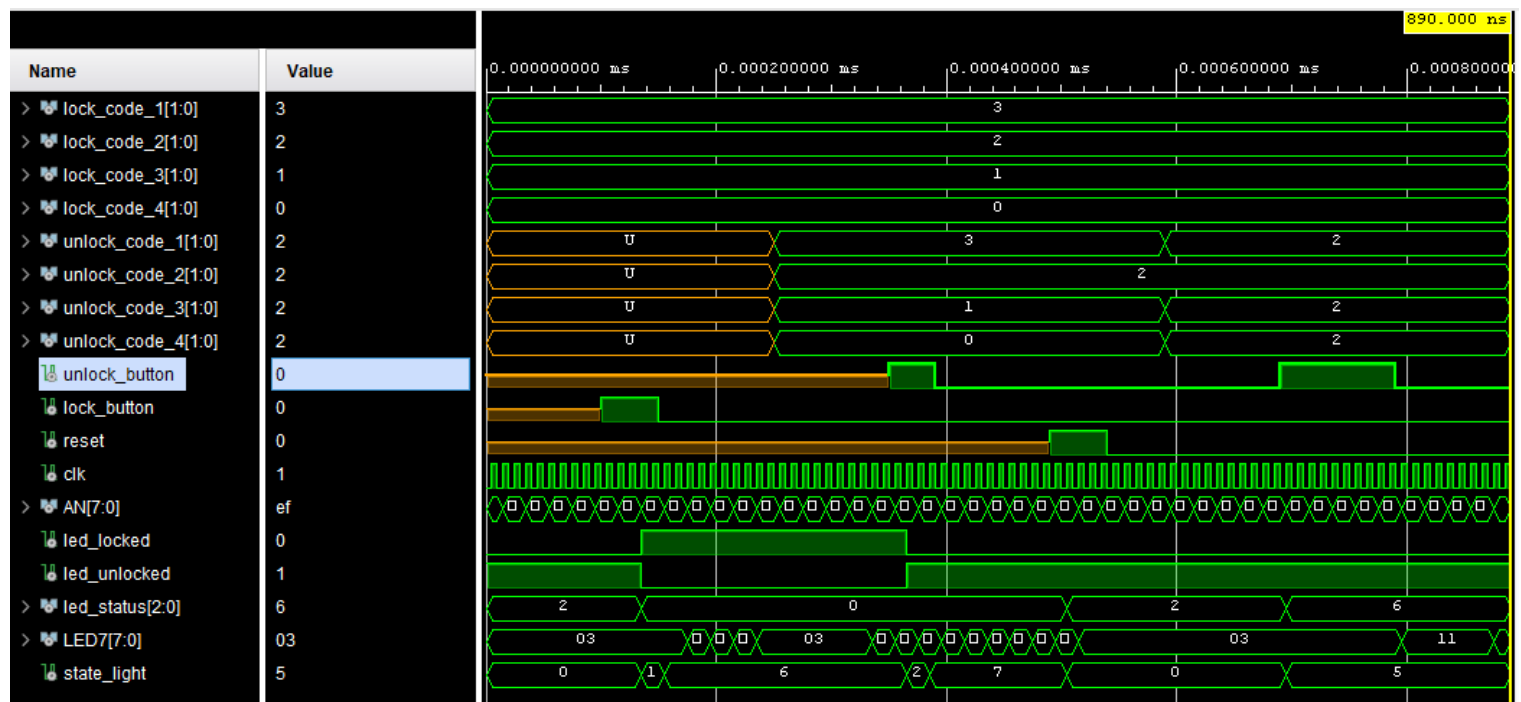 890.000 ns
Name Value
0.000000000 ms 0.000200000 ms 0.000400000 ms 0.000600000 ms 0.0008000
lock_code_1[1:0] 3 3
lock_code_2[1:0] 2 2
lock_code_3[1:0] 1 1
lock_code_4[1:0] 0 0
unlock_code_1[1:0] 2 U 3 2
unlock_code_2[1:0] 2 U 2
unlock_code_3[1:0] 2 U 1 2
unlock_code_4[1:0] 2 U 0 2
unlock_button 0
lock_button 0
reset 0
clk 1
AN[7:0] ef
led_locked 0
led_unlocked 1
led_status[2:0] 6 2 0 2 6
LED7[7:0] 03 03 03 03 11
state_light 5 0 1 6 2 7 0 5